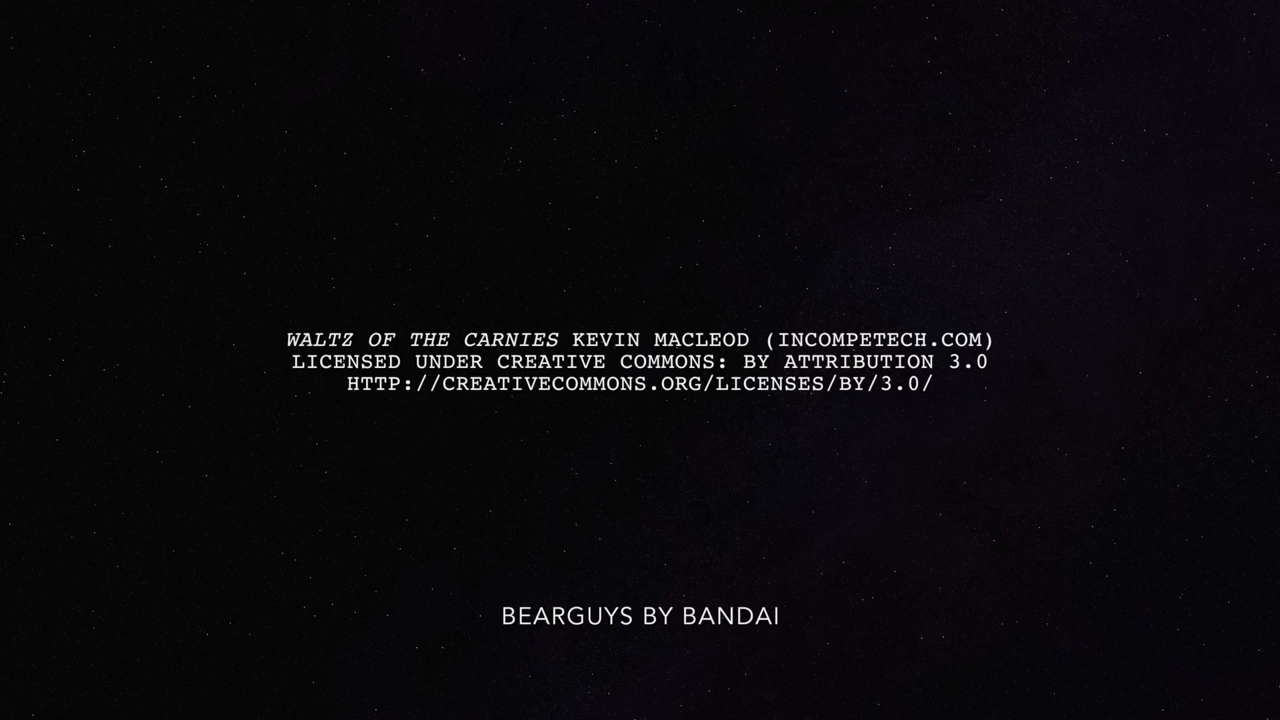 WALTZ OF THE CARNIES KEVIN MACLEOD (INCOMPETECH.COM)
LICENSED UNDER CREATIVE COMMONS: BY ATTRIBUTION 3.0
HTTP://CREATIVECOMMONS.ORG/LICENSES/BY/3.0/
BEARGUYS BY BANDAI